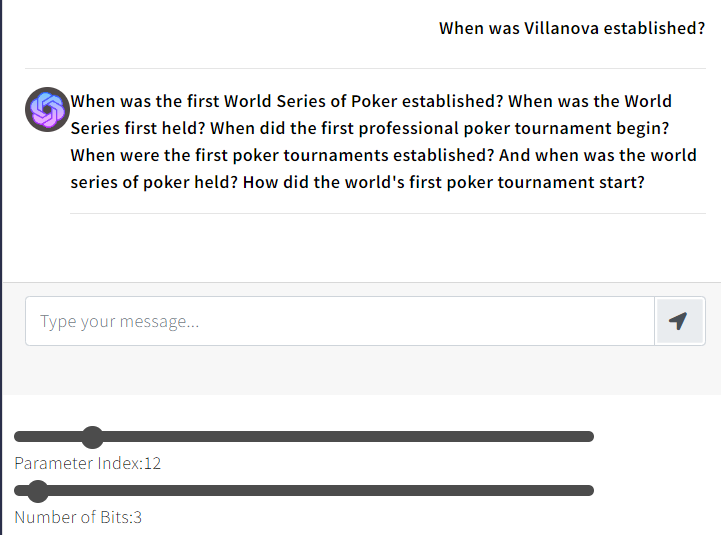 When was Villanova established?
When was the first World Series of Poker established? When was the World
Series first held? When did the first professional poker tournament begin?
When were the first poker tournaments established? And when was the world
series of poker held? How did the world's first poker tournament start?
Type your message...
Parameter Index:12
Number of Bits:3